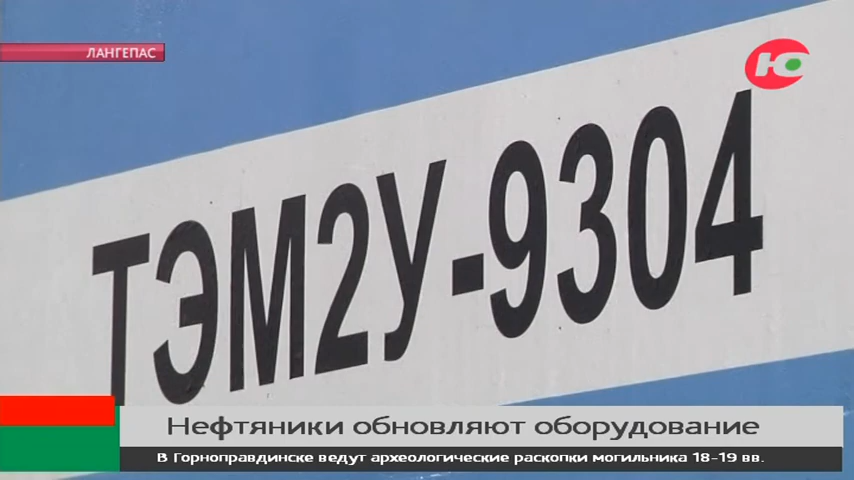 ЛАНГЕПАС
Ю
ТЭМ2У-9304
Нефтяники обновляют оборудование
В Горноправдинске ведут археологические раскопки могильника 18-19 вв.